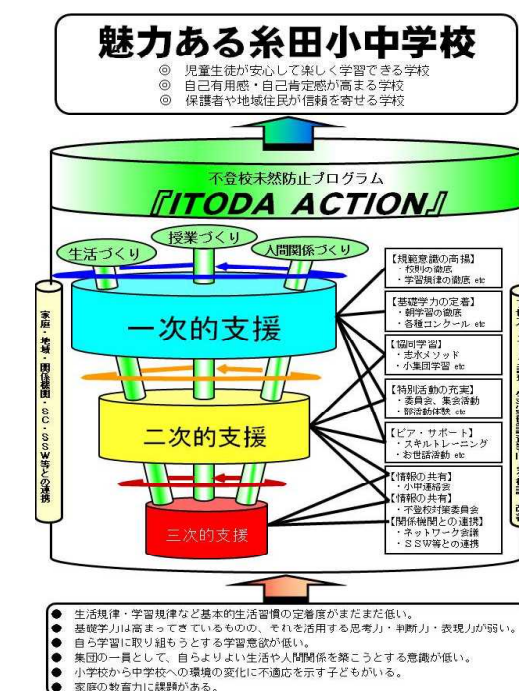 魅力ある糸田小中学校
◎ 児童生徒が安心して楽しく学習できる学校
◎ 自己有用感・自己肯定感が高まる学校
◎ 保護者や地域住民が信頼を寄せる学校
不登校未然防止プログラム
『ITODA ACTION』
生活づくり
授業づくり
人間関係づくり
一次的支援
二次的支援
三次的支援
家庭・地域・関係機関・SC・SSW等との連携
【規範意識の高揚】
・校則の徹底
・学習規律の徹底 etc
【基礎学力の定着】
・朝学習の徹底
・各種コンクール etc
【協同学習】
・志水メソッド
・小集団学習 etc
【特別活動の充実】
・委員会、集会活動
・部活動体験 etc
【ピア・サポート】
・スキルトレーニング
・お世話活動 etc
【情報の共有】
・小中連絡会
【情報の共有】
・不登校対策委員会
【関係機関との連携】
・ネットワーク会議
・SSW等との連携
● 生活規律・学習規律など基本的生活習慣の定着度がまだまだ低い。
● 基礎学力は高まってきているものの、それを活用する思考力・判断力・表現力が弱い。
● 自ら学習に取り組もうとする学習意欲が低い。
● 集団の一員として、自らよりよい生活や人間関係を築こうとする意識が低い。
● 小学校から中学校への環境の変化に不適応を示す子どもがいる。
● 家庭の教育力に課題がある。